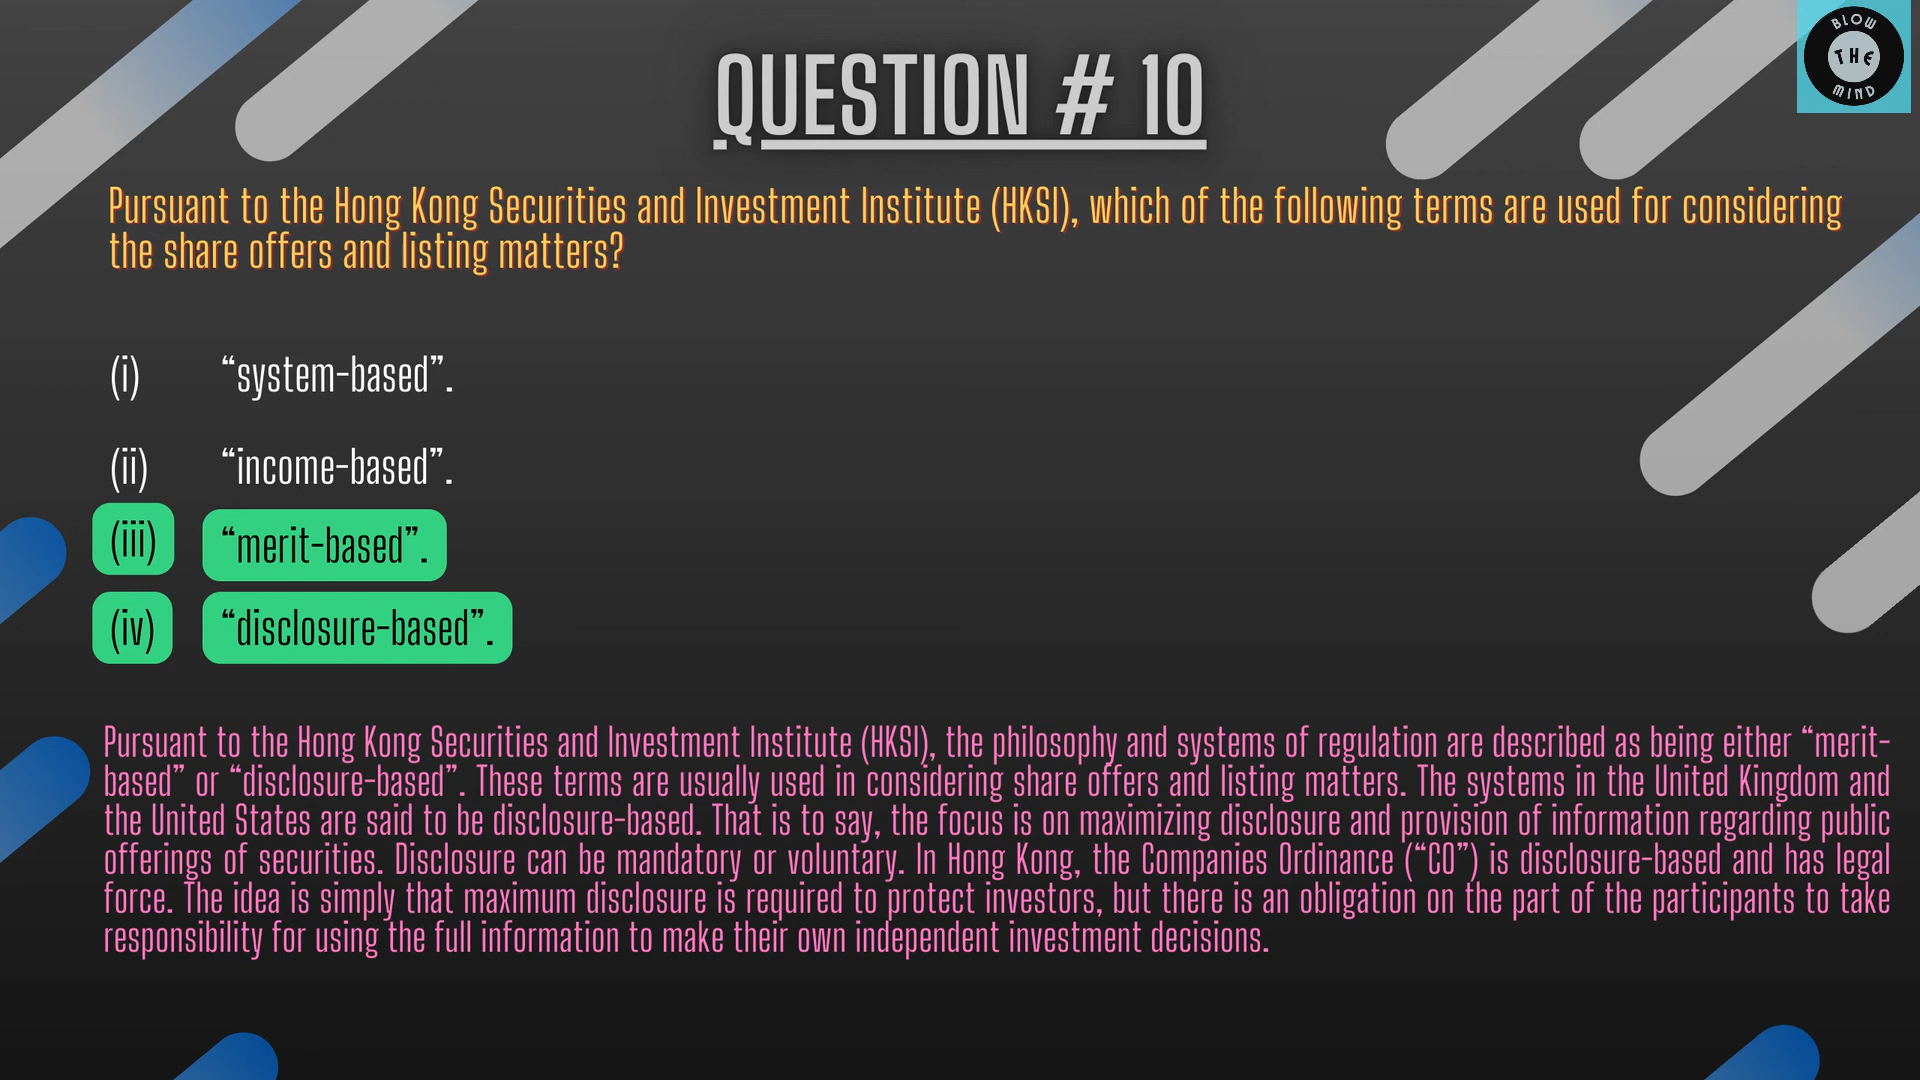 BLOW
THE
MIND
QUESTION # 10
Pursuant to the Hong Kong Securities and Investment Institute (HKSI), which of the following terms are used for considering
the share offers and listing matters?
(i) “system-based”.
(ii) “income-based”.
(iii) “merit-based”.
(iv) “disclosure-based”.
Pursuant to the Hong Kong Securities and Investment Institute (HKSI), the philosophy and systems of regulation are described as being either “merit-
based” or “disclosure-based”. These terms are usually used in considering share offers and listing matters. The systems in the United Kingdom and
the United States are said to be disclosure-based. That is to say, the focus is on maximizing disclosure and provision of information regarding public
offerings of securities. Disclosure can be mandatory or voluntary. In Hong Kong, the Companies Ordinance (“CO”) is disclosure-based and has legal
force. The idea is simply that maximum disclosure is required to protect investors, but there is an obligation on the part of the participants to take
responsibility for using the full information to make their own independent investment decisions.